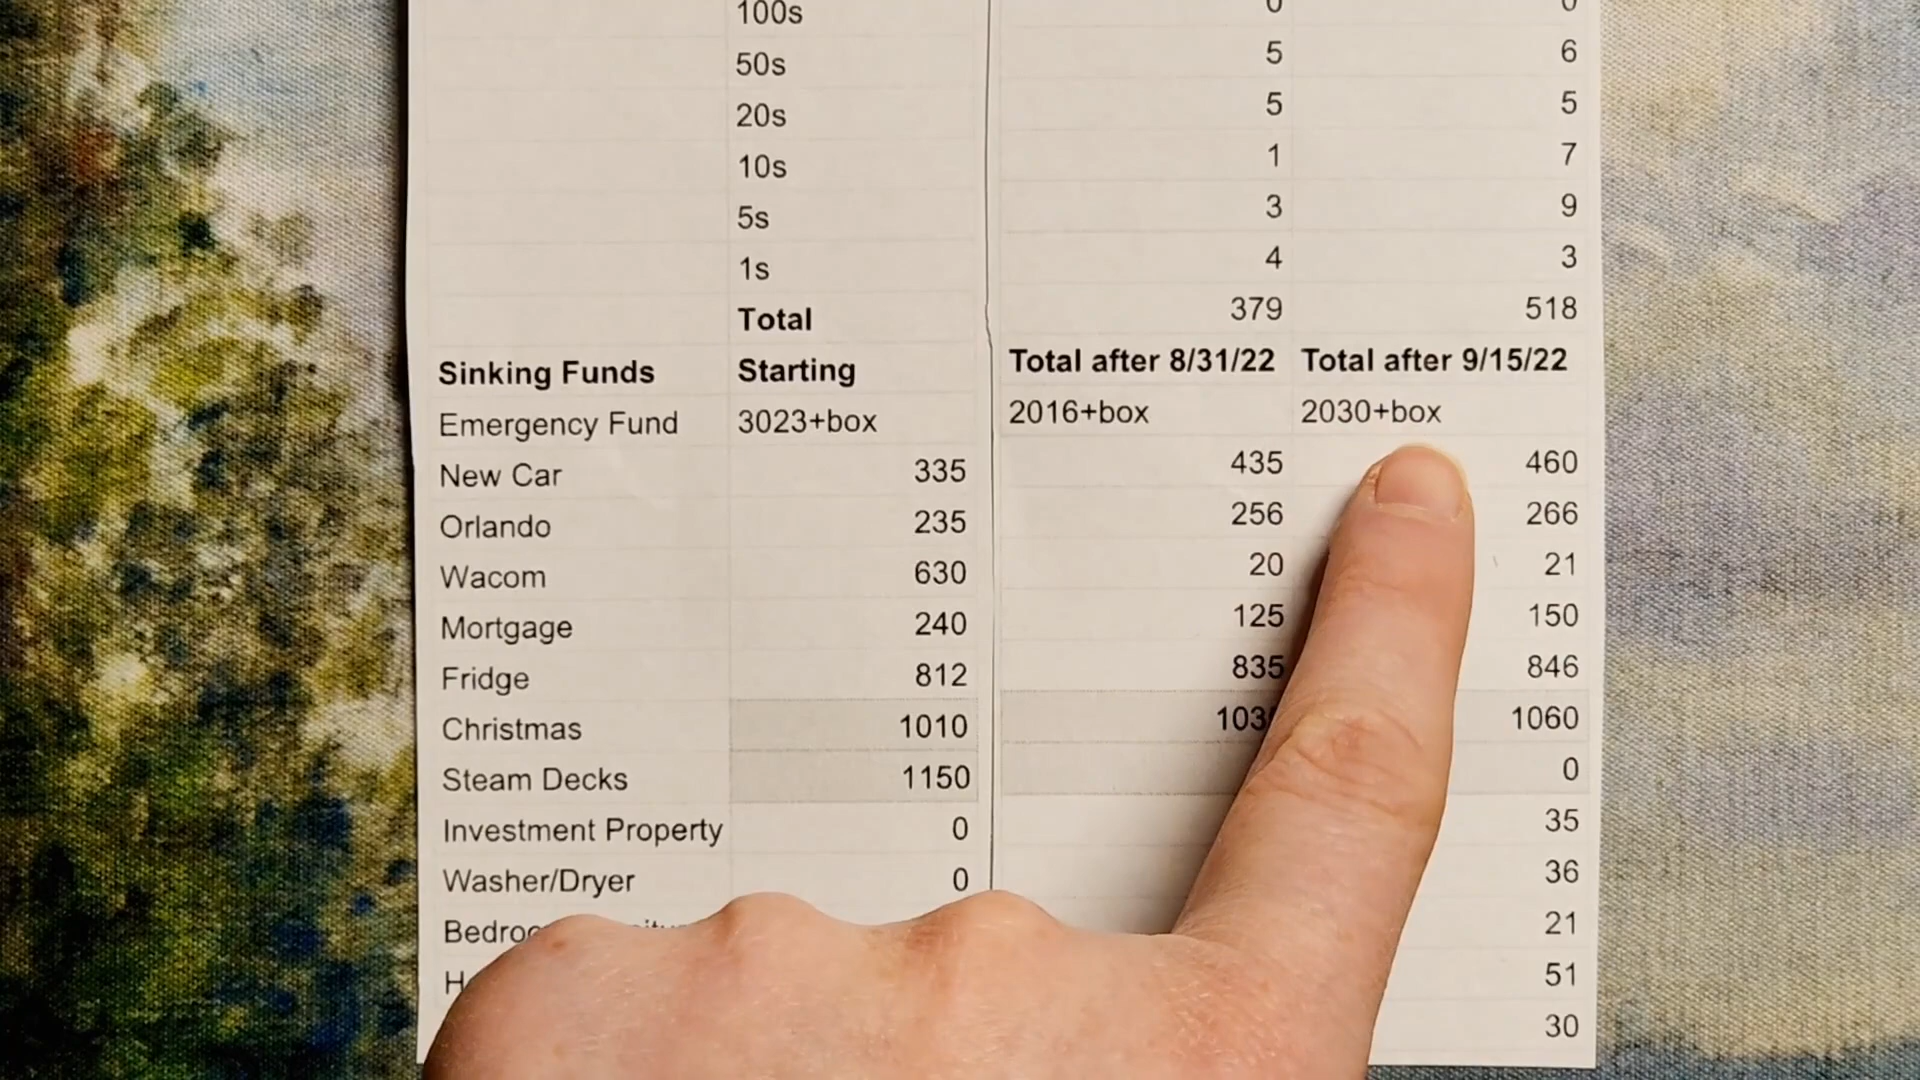 100s 0 0
50s 5 6
20s 5 5
10s 1 7
5s 3 9
1s 4 3
Total 379 518
Sinking Funds Starting Total after 8/31/22 Total after 9/15/22
Emergency Fund 3023+box 2016+box 2030+box
New Car 335 435 460
Orlando 235 256 266
Wacom 630 20 21
Mortgage 240 125 150
Fridge 812 835 846
Christmas 1010 1060
Steam Decks 1150 0
Investment Property 0 35
Washer/Dryer 0 36
21
51
30